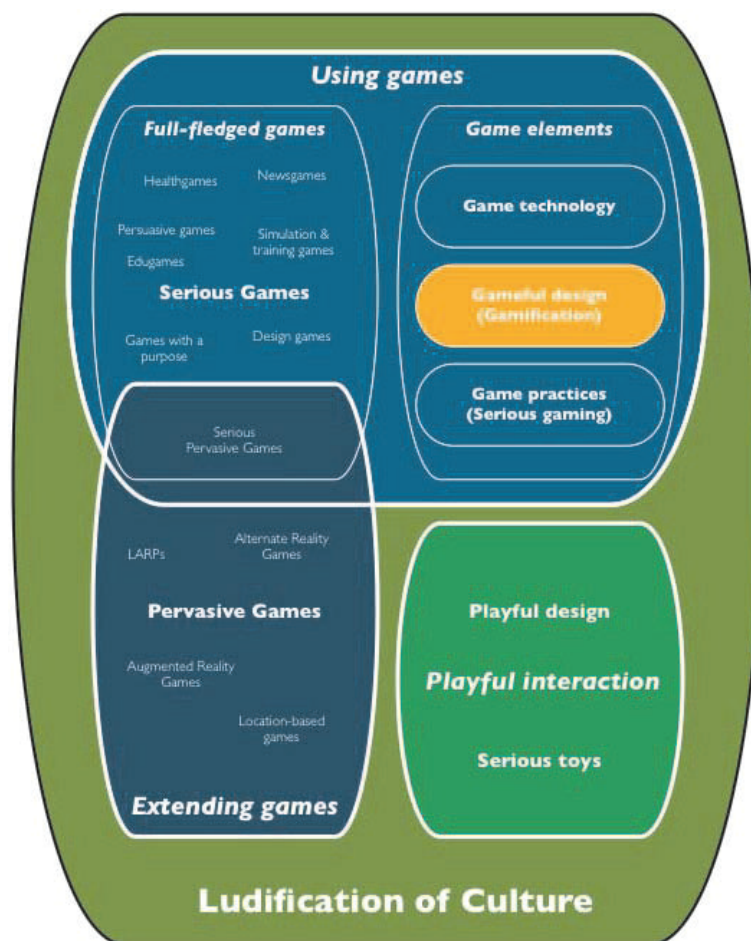 Using games
Full-fledged games
Healthgames
Newsgames
Persuasive games
Simulation &
training games
Edugames
Serious Games
Games with a
purpose
Design games
Serious
Pervasive Games
Game elements
Game technology
Gameful design
(Gamification)
Game practices
(Serious gaming)
LARPs
Alternate Reality
Games
Pervasive Games
Augmented Reality
Games
Location-based
games
Extending games
Playful design
Playful interaction
Serious toys
Ludification of Culture